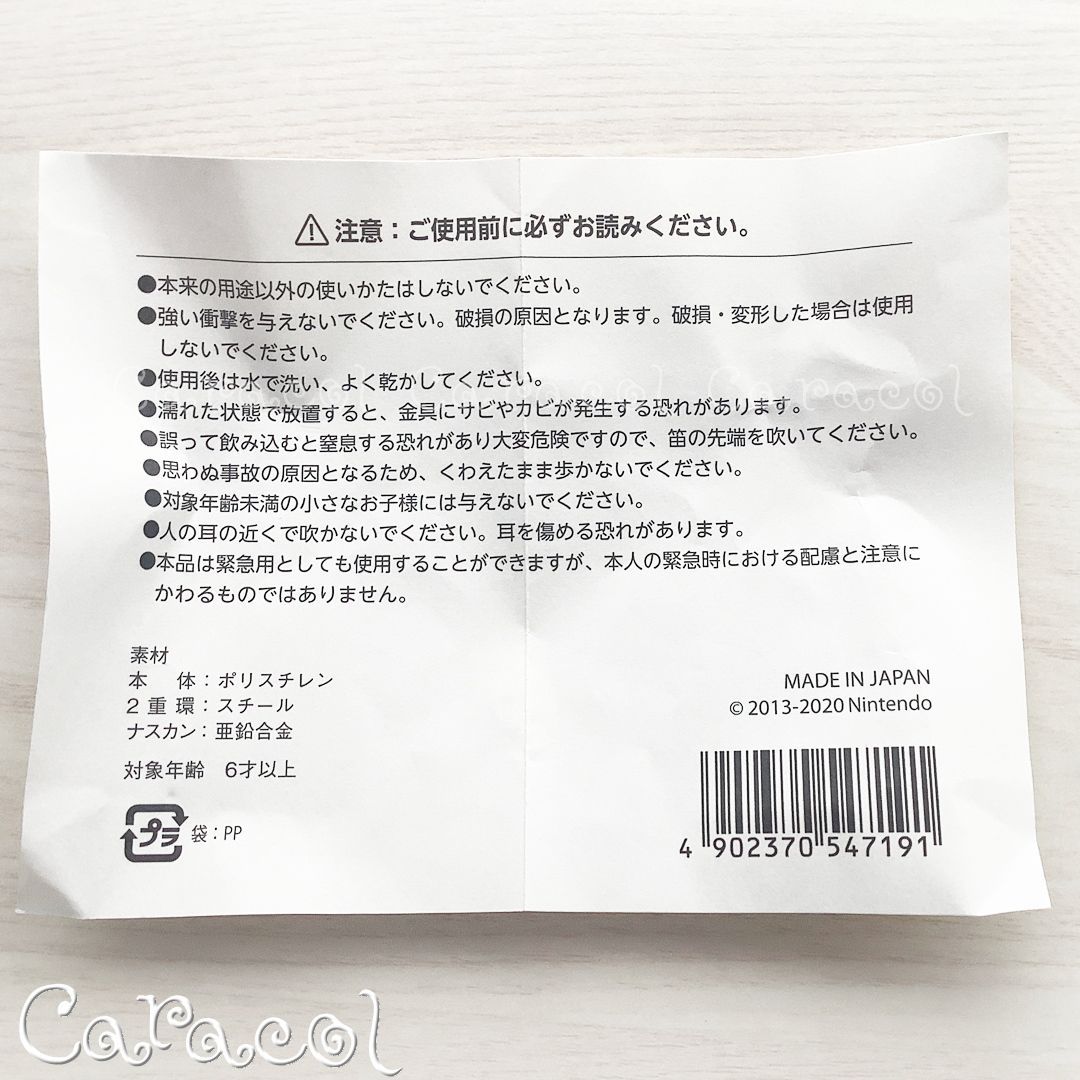 ⚠注意：ご使用前に必ずお読みください。
●本来の用途以外の使いかたはしないでください。
●強い衝撃を与えないでください。破損の原因となります。破損・変形した場合は使用
しないでください。
●使用後は水で洗い、よく乾かしてください。
Caracol Caracol Caracol
●濡れた状態で放置すると、金具にサビやカビが発生する恐れがあります。
●誤って飲み込むと窒息する恐れがあり大変危険ですので、笛の先端を吹いてください。
●思わぬ事故の原因となるため、くわえたまま歩かないでください。
●対象年齢未満の小さなお子様には与えないでください。
●人の耳の近くで吹かないでください。耳を傷める恐れがあります。
●本品は緊急用としても使用することができますが、本人の緊急時における配慮と注意に
かわるものではありません。
素材
本　体：ポリスチレン
2重環：スチール
ナスカン：亜鉛合金
対象年齢　6才以上
プラ 袋：PP
MADE IN JAPAN
© 2013-2020 Nintendo
4 902370 547191
Caracol